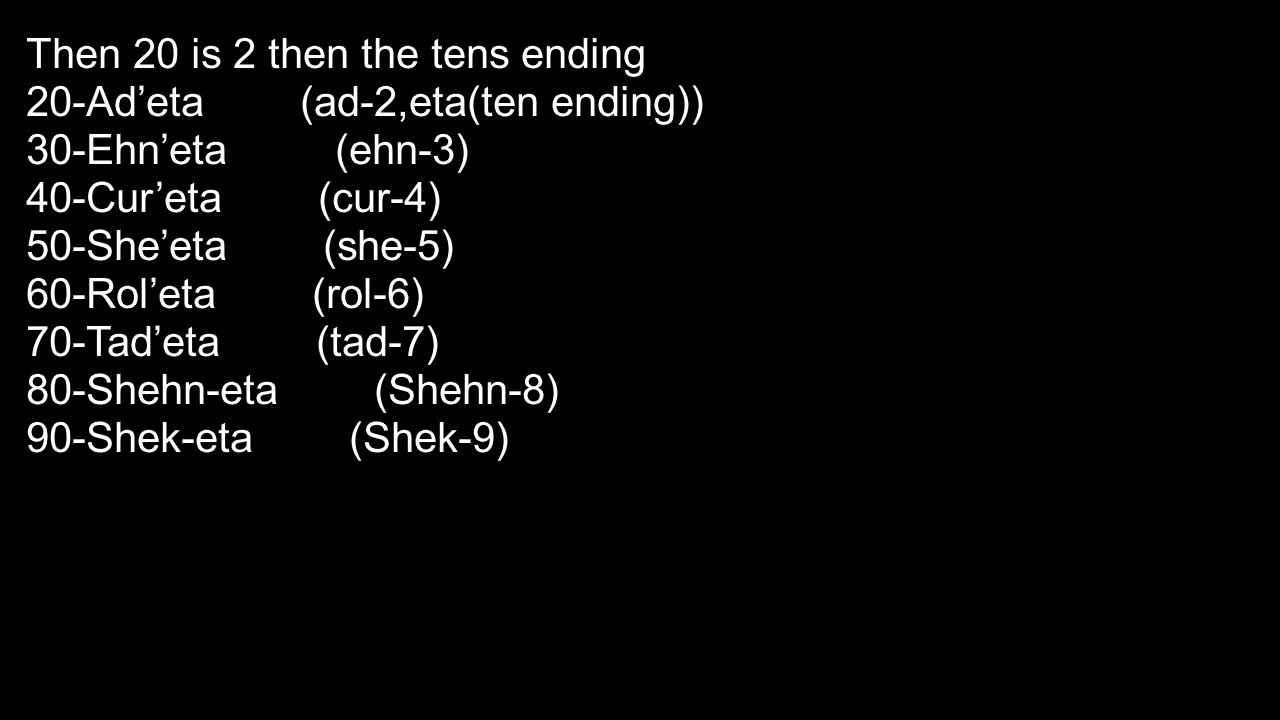 Then 20 is 2 then the tens ending
20-Ad’eta (ad-2,eta(ten ending))
30-Ehn’eta (ehn-3)
40-Cur’eta (cur-4)
50-She’eta (she-5)
60-Rol’eta (rol-6)
70-Tad’eta (tad-7)
80-Shehn-eta (Shehn-8)
90-Shek-eta (Shek-9)